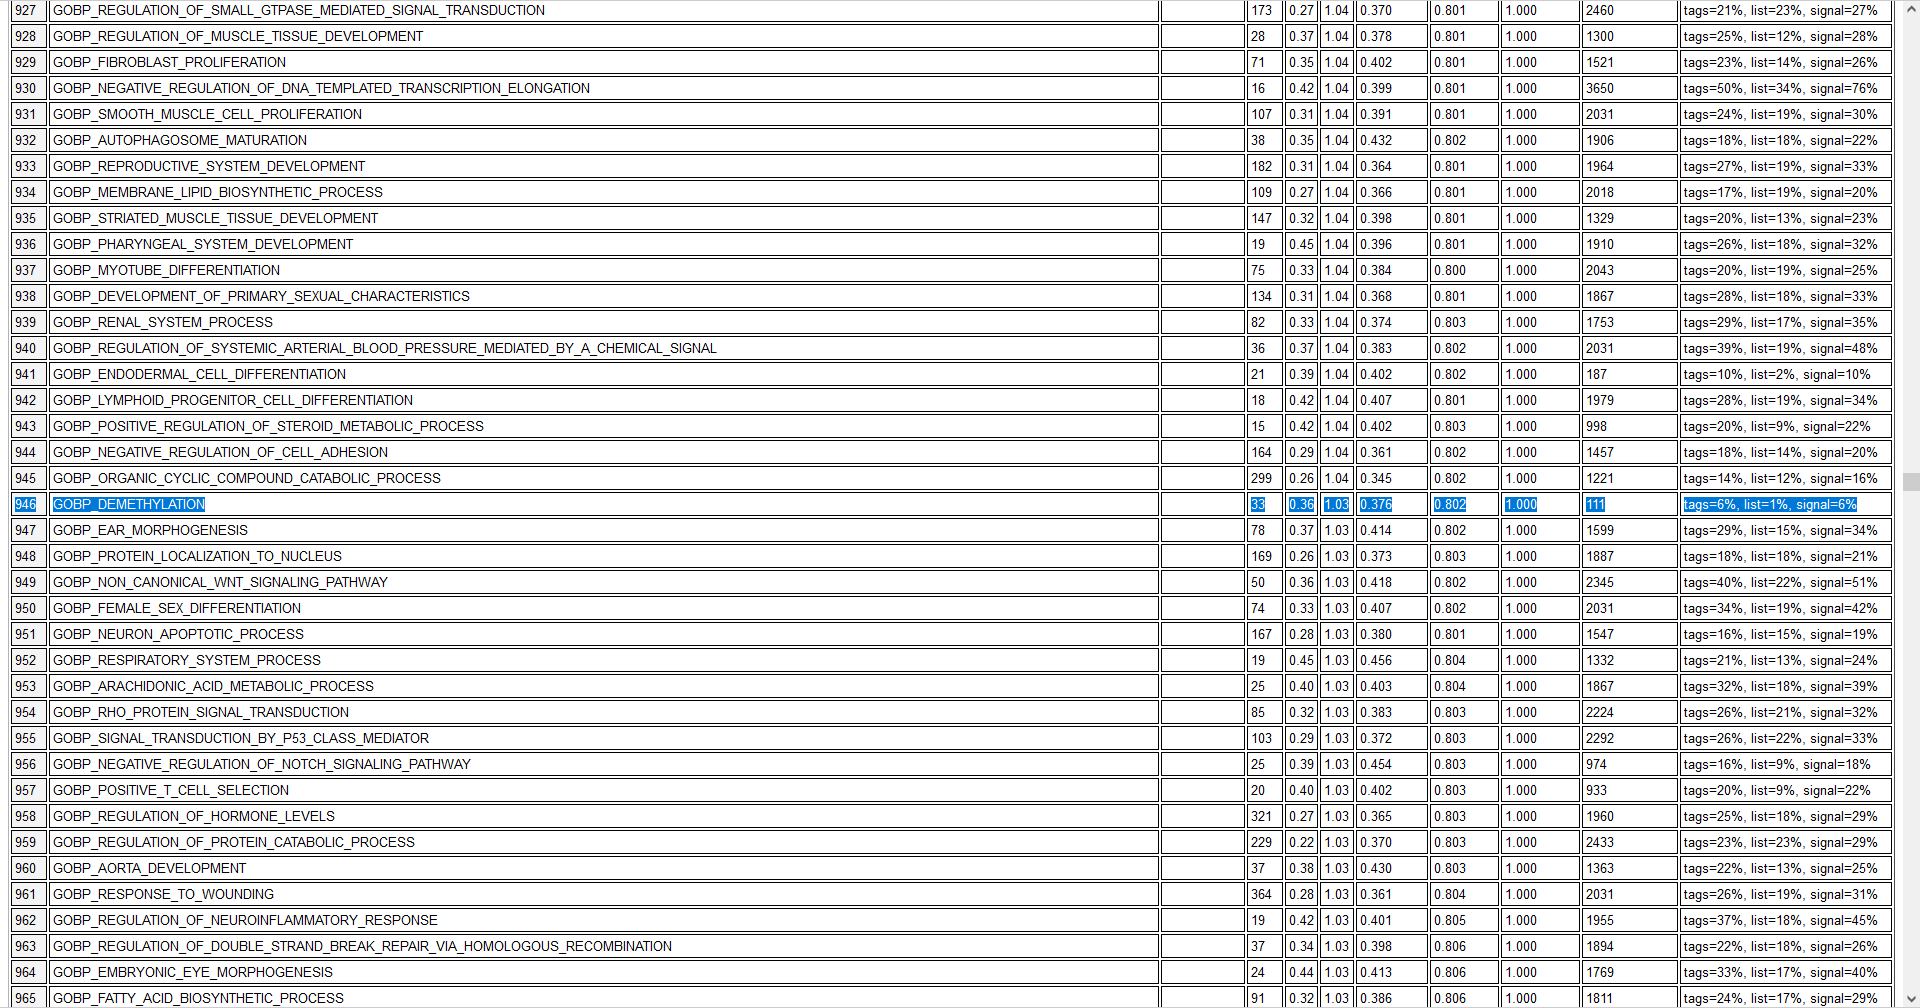 927 GOBP_REGULATION_OF_SMALL_GTPASE_MEDIATED_SIGNAL_TRANSDUCTION 173 0.27 1.04 0.370 0.801 1.000 2460 tags=21%, list=23%, signal=27%
928 GOBP_REGULATION_OF_MUSCLE_TISSUE_DEVELOPMENT 28 0.37 1.04 0.378 0.801 1.000 1300 tags=25%, list=12%, signal=28%
929 GOBP_FIBROBLAST_PROLIFERATION 71 0.35 1.04 0.402 0.801 1.000 1521 tags=23%, list=14%, signal=26%
930 GOBP_NEGATIVE_REGULATION_OF_DNA_TEMPLATED_TRANSCRIPTION_ELONGATION 16 0.42 1.04 0.399 0.801 1.000 3650 tags=50%, list=34%, signal=76%
931 GOBP_SMOOTH_MUSCLE_CELL_PROLIFERATION 107 0.31 1.04 0.391 0.801 1.000 2031 tags=24%, list=19%, signal=30%
932 GOBP_AUTOPHAGOSOME_MATURATION 38 0.35 1.04 0.432 0.802 1.000 1906 tags=18%, list=18%, signal=22%
933 GOBP_REPRODUCTIVE_SYSTEM_DEVELOPMENT 182 0.31 1.04 0.364 0.801 1.000 1964 tags=27%, list=19%, signal=33%
934 GOBP_MEMBRANE_LIPID_BIOSYNTHETIC_PROCESS 109 0.27 1.04 0.366 0.801 1.000 2018 tags=17%, list=19%, signal=20%
935 GOBP_STRIATED_MUSCLE_TISSUE_DEVELOPMENT 147 0.32 1.04 0.398 0.801 1.000 1329 tags=20%, list=13%, signal=23%
936 GOBP_PHARYNGEAL_SYSTEM_DEVELOPMENT 19 0.45 1.04 0.396 0.801 1.000 1910 tags=26%, list=18%, signal=32%
937 GOBP_MYOTUBE_DIFFERENTIATION 75 0.33 1.04 0.384 0.800 1.000 2043 tags=20%, list=19%, signal=25%
938 GOBP_DEVELOPMENT_OF_PRIMARY_SEXUAL_CHARACTERISTICS 134 0.31 1.04 0.368 0.801 1.000 1867 tags=28%, list=18%, signal=33%
939 GOBP_RENAL_SYSTEM_PROCESS 82 0.33 1.04 0.374 0.803 1.000 1753 tags=29%, list=17%, signal=35%
940 GOBP_REGULATION_OF_SYSTEMIC_ARTERIAL_BLOOD_PRESSURE_MEDIATED_BY_A_CHEMICAL_SIGNAL 36 0.37 1.04 0.383 0.802 1.000 2031 tags=39%, list=19%, signal=48%
941 GOBP_ENDODERMAL_CELL_DIFFERENTIATION 21 0.39 1.04 0.402 0.802 1.000 187 tags=10%, list=2%, signal=10%
942 GOBP_LYMPHOID_PROGENITOR_CELL_DIFFERENTIATION 18 0.42 1.04 0.407 0.801 1.000 1979 tags=28%, list=19%, signal=34%
943 GOBP_POSITIVE_REGULATION_OF_STEROID_METABOLIC_PROCESS 15 0.42 1.04 0.402 0.803 1.000 998 tags=20%, list=9%, signal=22%
944 GOBP_NEGATIVE_REGULATION_OF_CELL_ADHESION 164 0.29 1.04 0.361 0.802 1.000 1457 tags=18%, list=14%, signal=20%
945 GOBP_ORGANIC_CYCLIC_COMPOUND_CATABOLIC_PROCESS 299 0.26 1.04 0.345 0.802 1.000 1221 tags=14%, list=12%, signal=16%
946 GOBP_DEMETHYLATION 33 0.36 1.03 0.376 0.802 1.000 111 tags=6%, list=1%, signal=6%
947 GOBP_EAR_MORPHOGENESIS 78 0.37 1.03 0.414 0.802 1.000 1599 tags=29%, list=15%, signal=34%
948 GOBP_PROTEIN_LOCALIZATION_TO_NUCLEUS 169 0.26 1.03 0.373 0.803 1.000 1887 tags=18%, list=18%, signal=21%
949 GOBP_NON_CANONICAL_WNT_SIGNALING_PATHWAY 50 0.36 1.03 0.418 0.802 1.000 2345 tags=40%, list=22%, signal=51%
950 GOBP_FEMALE_SEX_DIFFERENTIATION 74 0.33 1.03 0.407 0.802 1.000 2031 tags=34%, list=19%, signal=42%
951 GOBP_NEURON_APOPTOTIC_PROCESS 167 0.28 1.03 0.380 0.801 1.000 1547 tags=16%, list=15%, signal=19%
952 GOBP_RESPIRATORY_SYSTEM_PROCESS 19 0.45 1.03 0.456 0.804 1.000 1332 tags=21%, list=13%, signal=24%
953 GOBP_ARACHIDONIC_ACID_METABOLIC_PROCESS 25 0.40 1.03 0.403 0.804 1.000 1867 tags=32%, list=18%, signal=39%
954 GOBP_RHO_PROTEIN_SIGNAL_TRANSDUCTION 85 0.32 1.03 0.383 0.803 1.000 2224 tags=26%, list=21%, signal=32%
955 GOBP_SIGNAL_TRANSDUCTION_BY_P53_CLASS_MEDIATOR 103 0.29 1.03 0.372 0.803 1.000 2292 tags=26%, list=22%, signal=33%
956 GOBP_NEGATIVE_REGULATION_OF_NOTCH_SIGNALING_PATHWAY 25 0.39 1.03 0.454 0.803 1.000 974 tags=16%, list=9%, signal=18%
957 GOBP_POSITIVE_T_CELL_SELECTION 20 0.40 1.03 0.402 0.803 1.000 933 tags=20%, list=9%, signal=22%
958 GOBP_REGULATION_OF_HORMONE_LEVELS 321 0.27 1.03 0.365 0.803 1.000 1960 tags=25%, list=18%, signal=29%
959 GOBP_REGULATION_OF_PROTEIN_CATABOLIC_PROCESS 229 0.22 1.03 0.370 0.803 1.000 2433 tags=23%, list=23%, signal=29%
960 GOBP_AORTA_DEVELOPMENT 37 0.38 1.03 0.430 0.803 1.000 1363 tags=22%, list=13%, signal=25%
961 GOBP_RESPONSE_TO_WOUNDING 364 0.28 1.03 0.361 0.804 1.000 2031 tags=26%, list=19%, signal=31%
962 GOBP_REGULATION_OF_NEUROINFLAMMATORY_RESPONSE 19 0.42 1.03 0.401 0.805 1.000 1955 tags=37%, list=18%, signal=45%
963 GOBP_REGULATION_OF_DOUBLE_STRAND_BREAK_REPAIR_VIA_HOMOLOGOUS_RECOMBINATION 37 0.34 1.03 0.398 0.806 1.000 1894 tags=22%, list=18%, signal=26%
964 GOBP_EMBRYONIC_EYE_MORPHOGENESIS 24 0.44 1.03 0.413 0.806 1.000 1769 tags=33%, list=17%, signal=40%
965 GOBP_FATTY_ACID_BIOSYNTHETIC_PROCESS 91 0.32 1.03 0.386 0.806 1.000 1811 tags=24%, list=17%, signal=29%